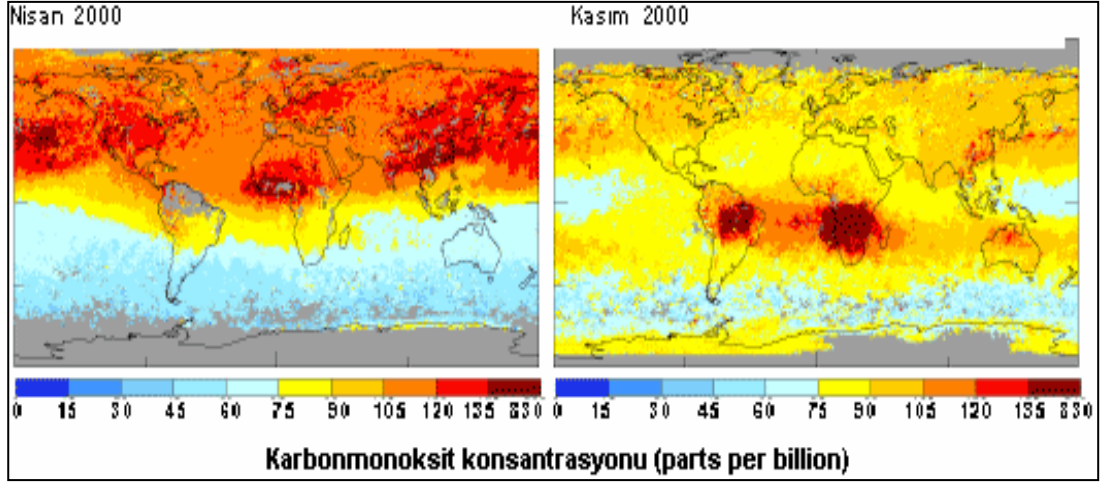 Nisan 2000
Kasım 2000
0 15 30 45 60 75 90 105 120 135 830
0 15 30 45 60 75 90 105 120 135 830
Karbonmonoksit konsantrasyonu (parts per billion)